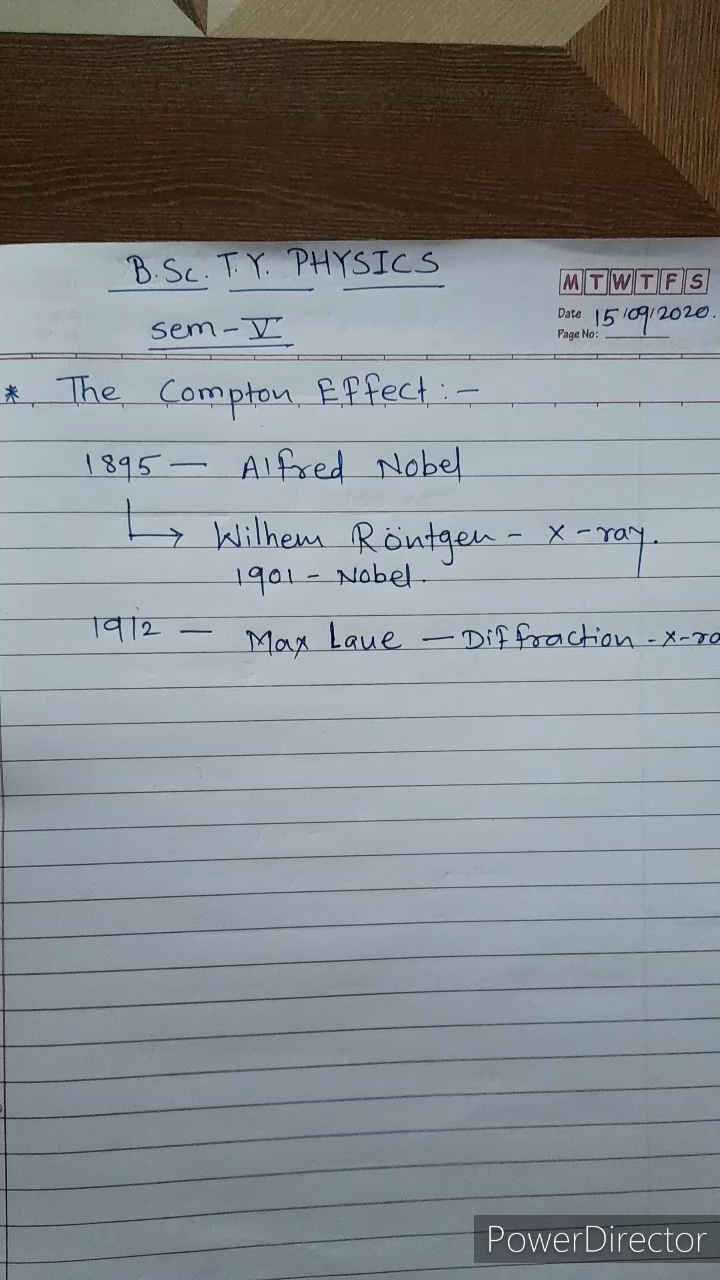 B.Sc. T.Y. PHYSICS
M T W T F S
Date 15/09/2020.
sem-V
Page No:
* The Compton Effect :-
1895 — Alfred Nobel
Wilhem Röntgen - x-ray.
1901 - Nobel.
1912 — Max Laue — Diffraction - x-ra
PowerDirector